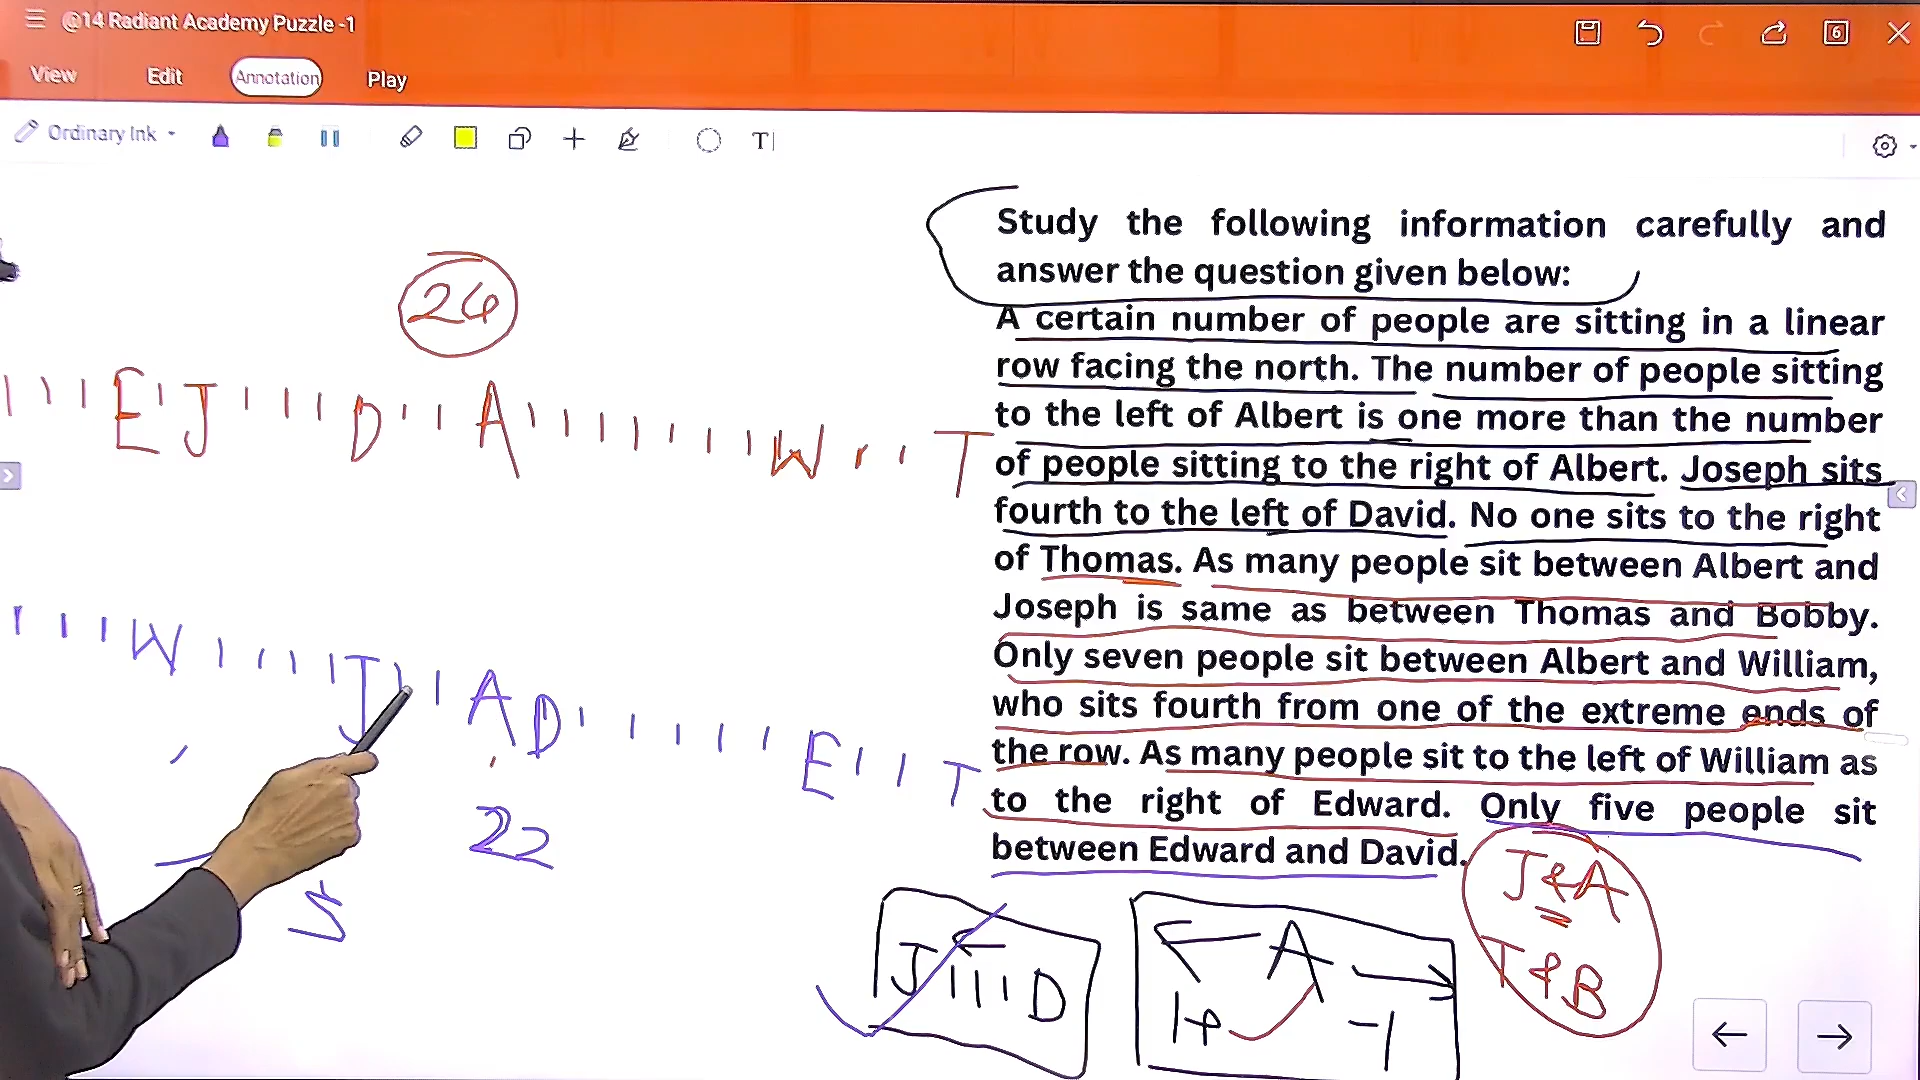 @14 Radiant Academy Puzzle -1
View Edit Annotation Play
Ordinary Ink
T|
6
Study the following information carefully and
answer the question given below:
A certain number of people are sitting in a linear
row facing the north. The number of people sitting
to the left of Albert is one more than the number
of people sitting to the right of Albert. Joseph sits
fourth to the left of David. No one sits to the right
of Thomas. As many people sit between Albert and
Joseph is same as between Thomas and Bobby.
Only seven people sit between Albert and William,
who sits fourth from one of the extreme ends of
the row. As many people sit to the left of William as
to the right of Edward. Only five people sit
between Edward and David.
24
E J D A W T
W J A D E T
22
5
J D
A
1+ -1
J & A
T & B